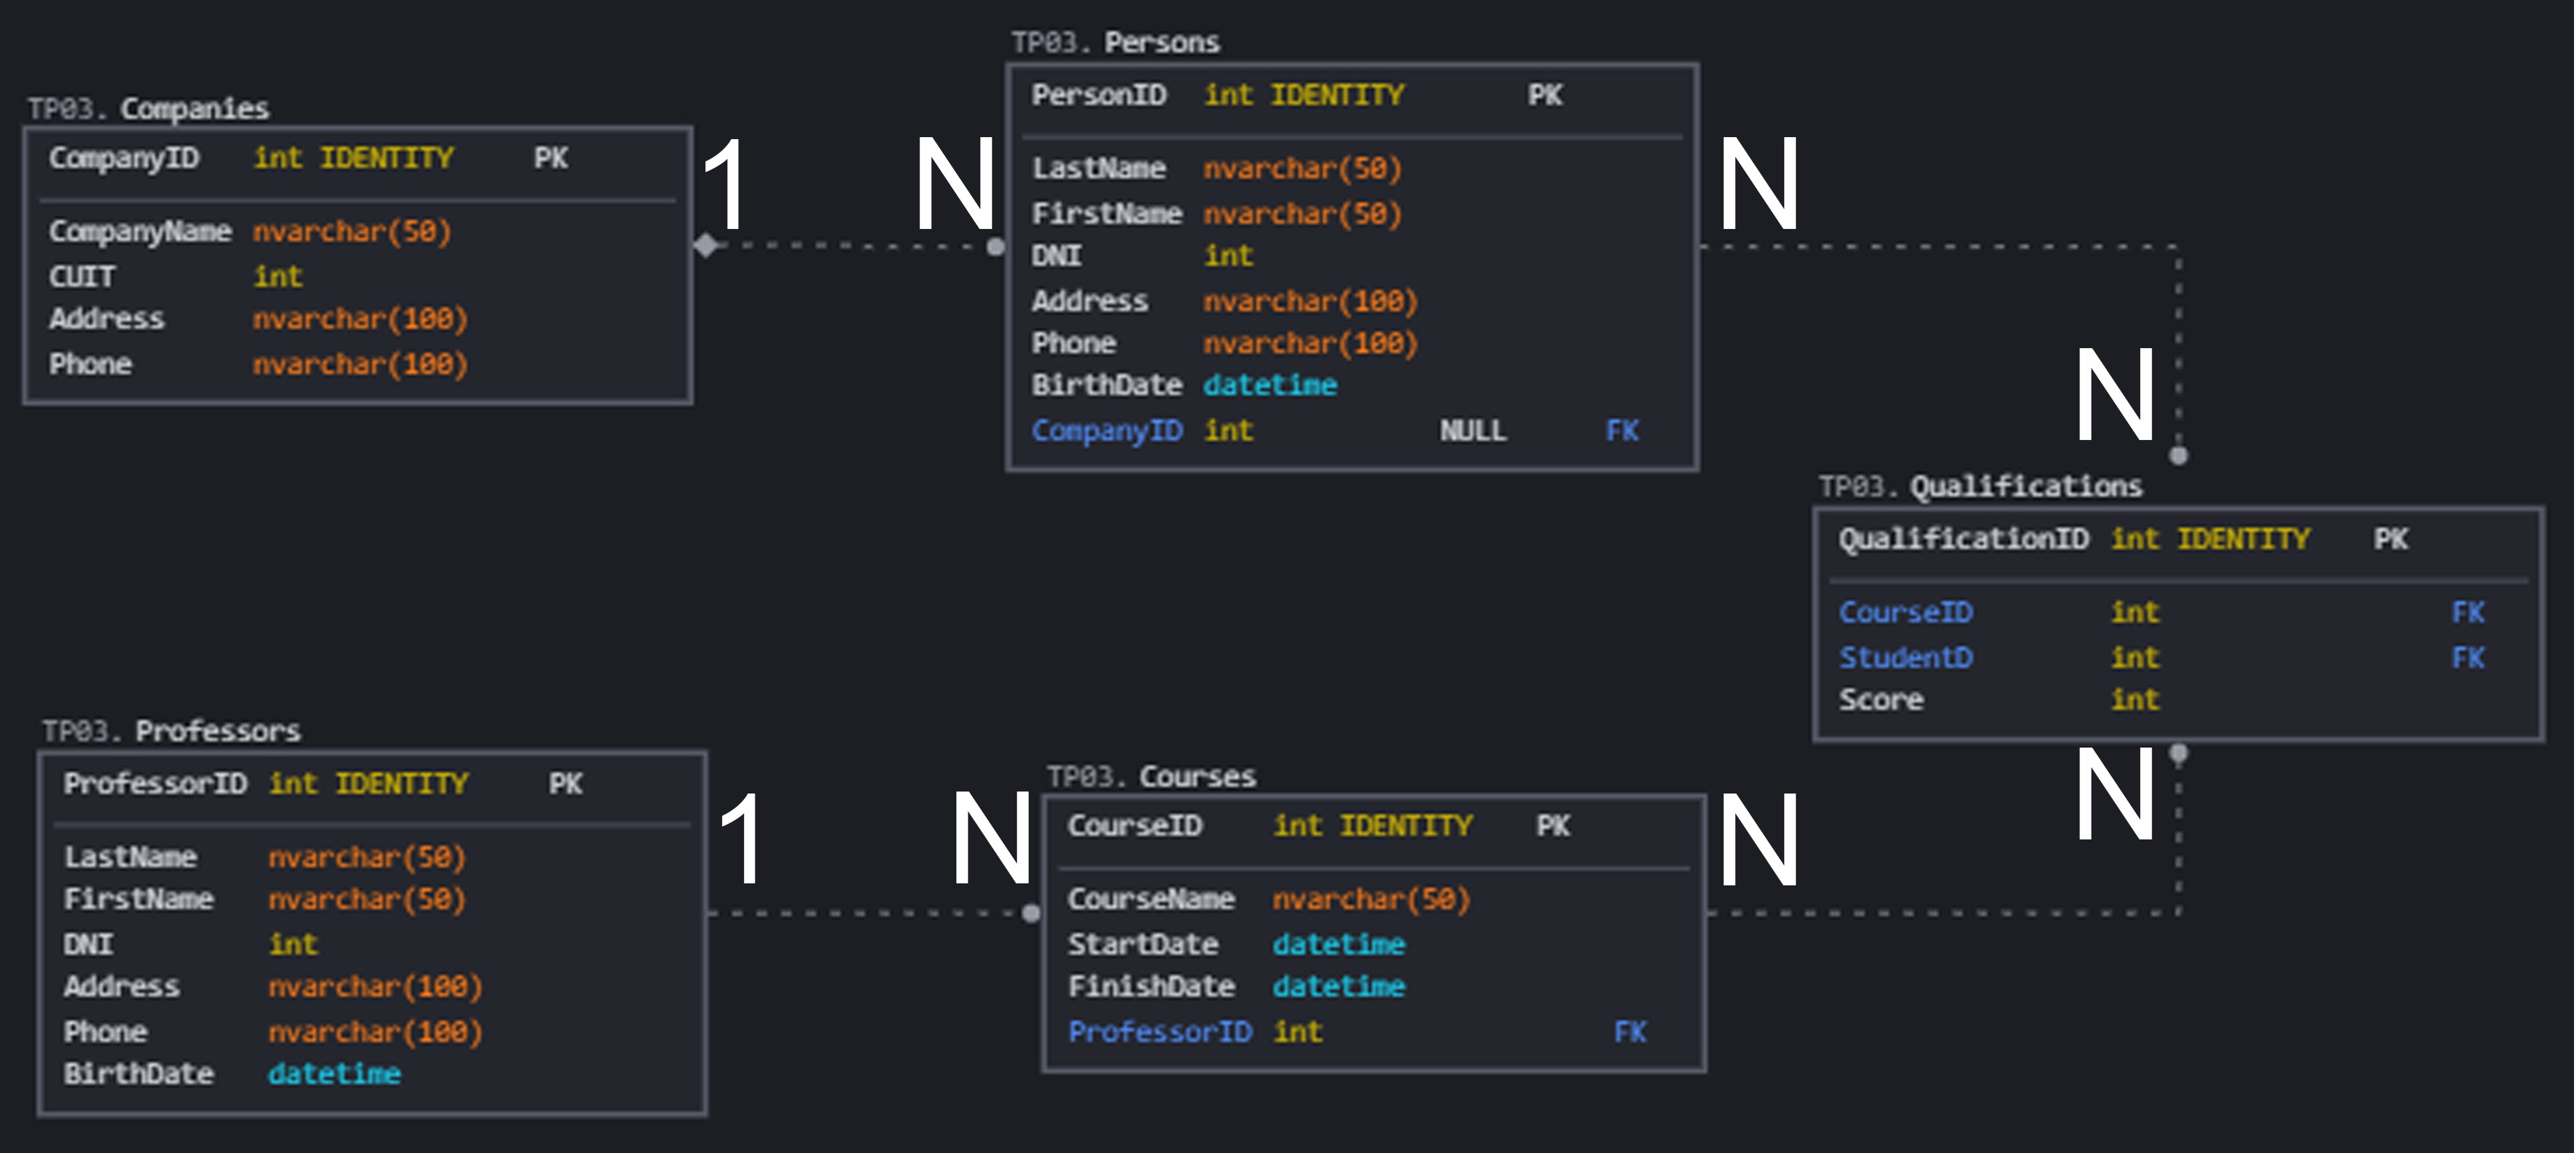 TP03. Companies
CompanyID int IDENTITY PK
CompanyName nvarchar(50)
CUIT int
Address nvarchar(100)
Phone nvarchar(100)
1 N
TP03. Persons
PersonID int IDENTITY PK
LastName nvarchar(50)
FirstName nvarchar(50)
DNI int
Address nvarchar(100)
Phone nvarchar(100)
BirthDate datetime
CompanyID int NULL FK
N
N
TP03. Qualifications
QualificationID int IDENTITY PK
CourseID int FK
StudentD int FK
Score int
N
TP03. Professors
ProfessorID int IDENTITY PK
LastName nvarchar(50)
FirstName nvarchar(50)
DNI int
Address nvarchar(100)
Phone nvarchar(100)
BirthDate datetime
1 N
TP03. Courses
CourseID int IDENTITY PK
CourseName nvarchar(50)
StartDate datetime
FinishDate datetime
ProfessorID int FK
N